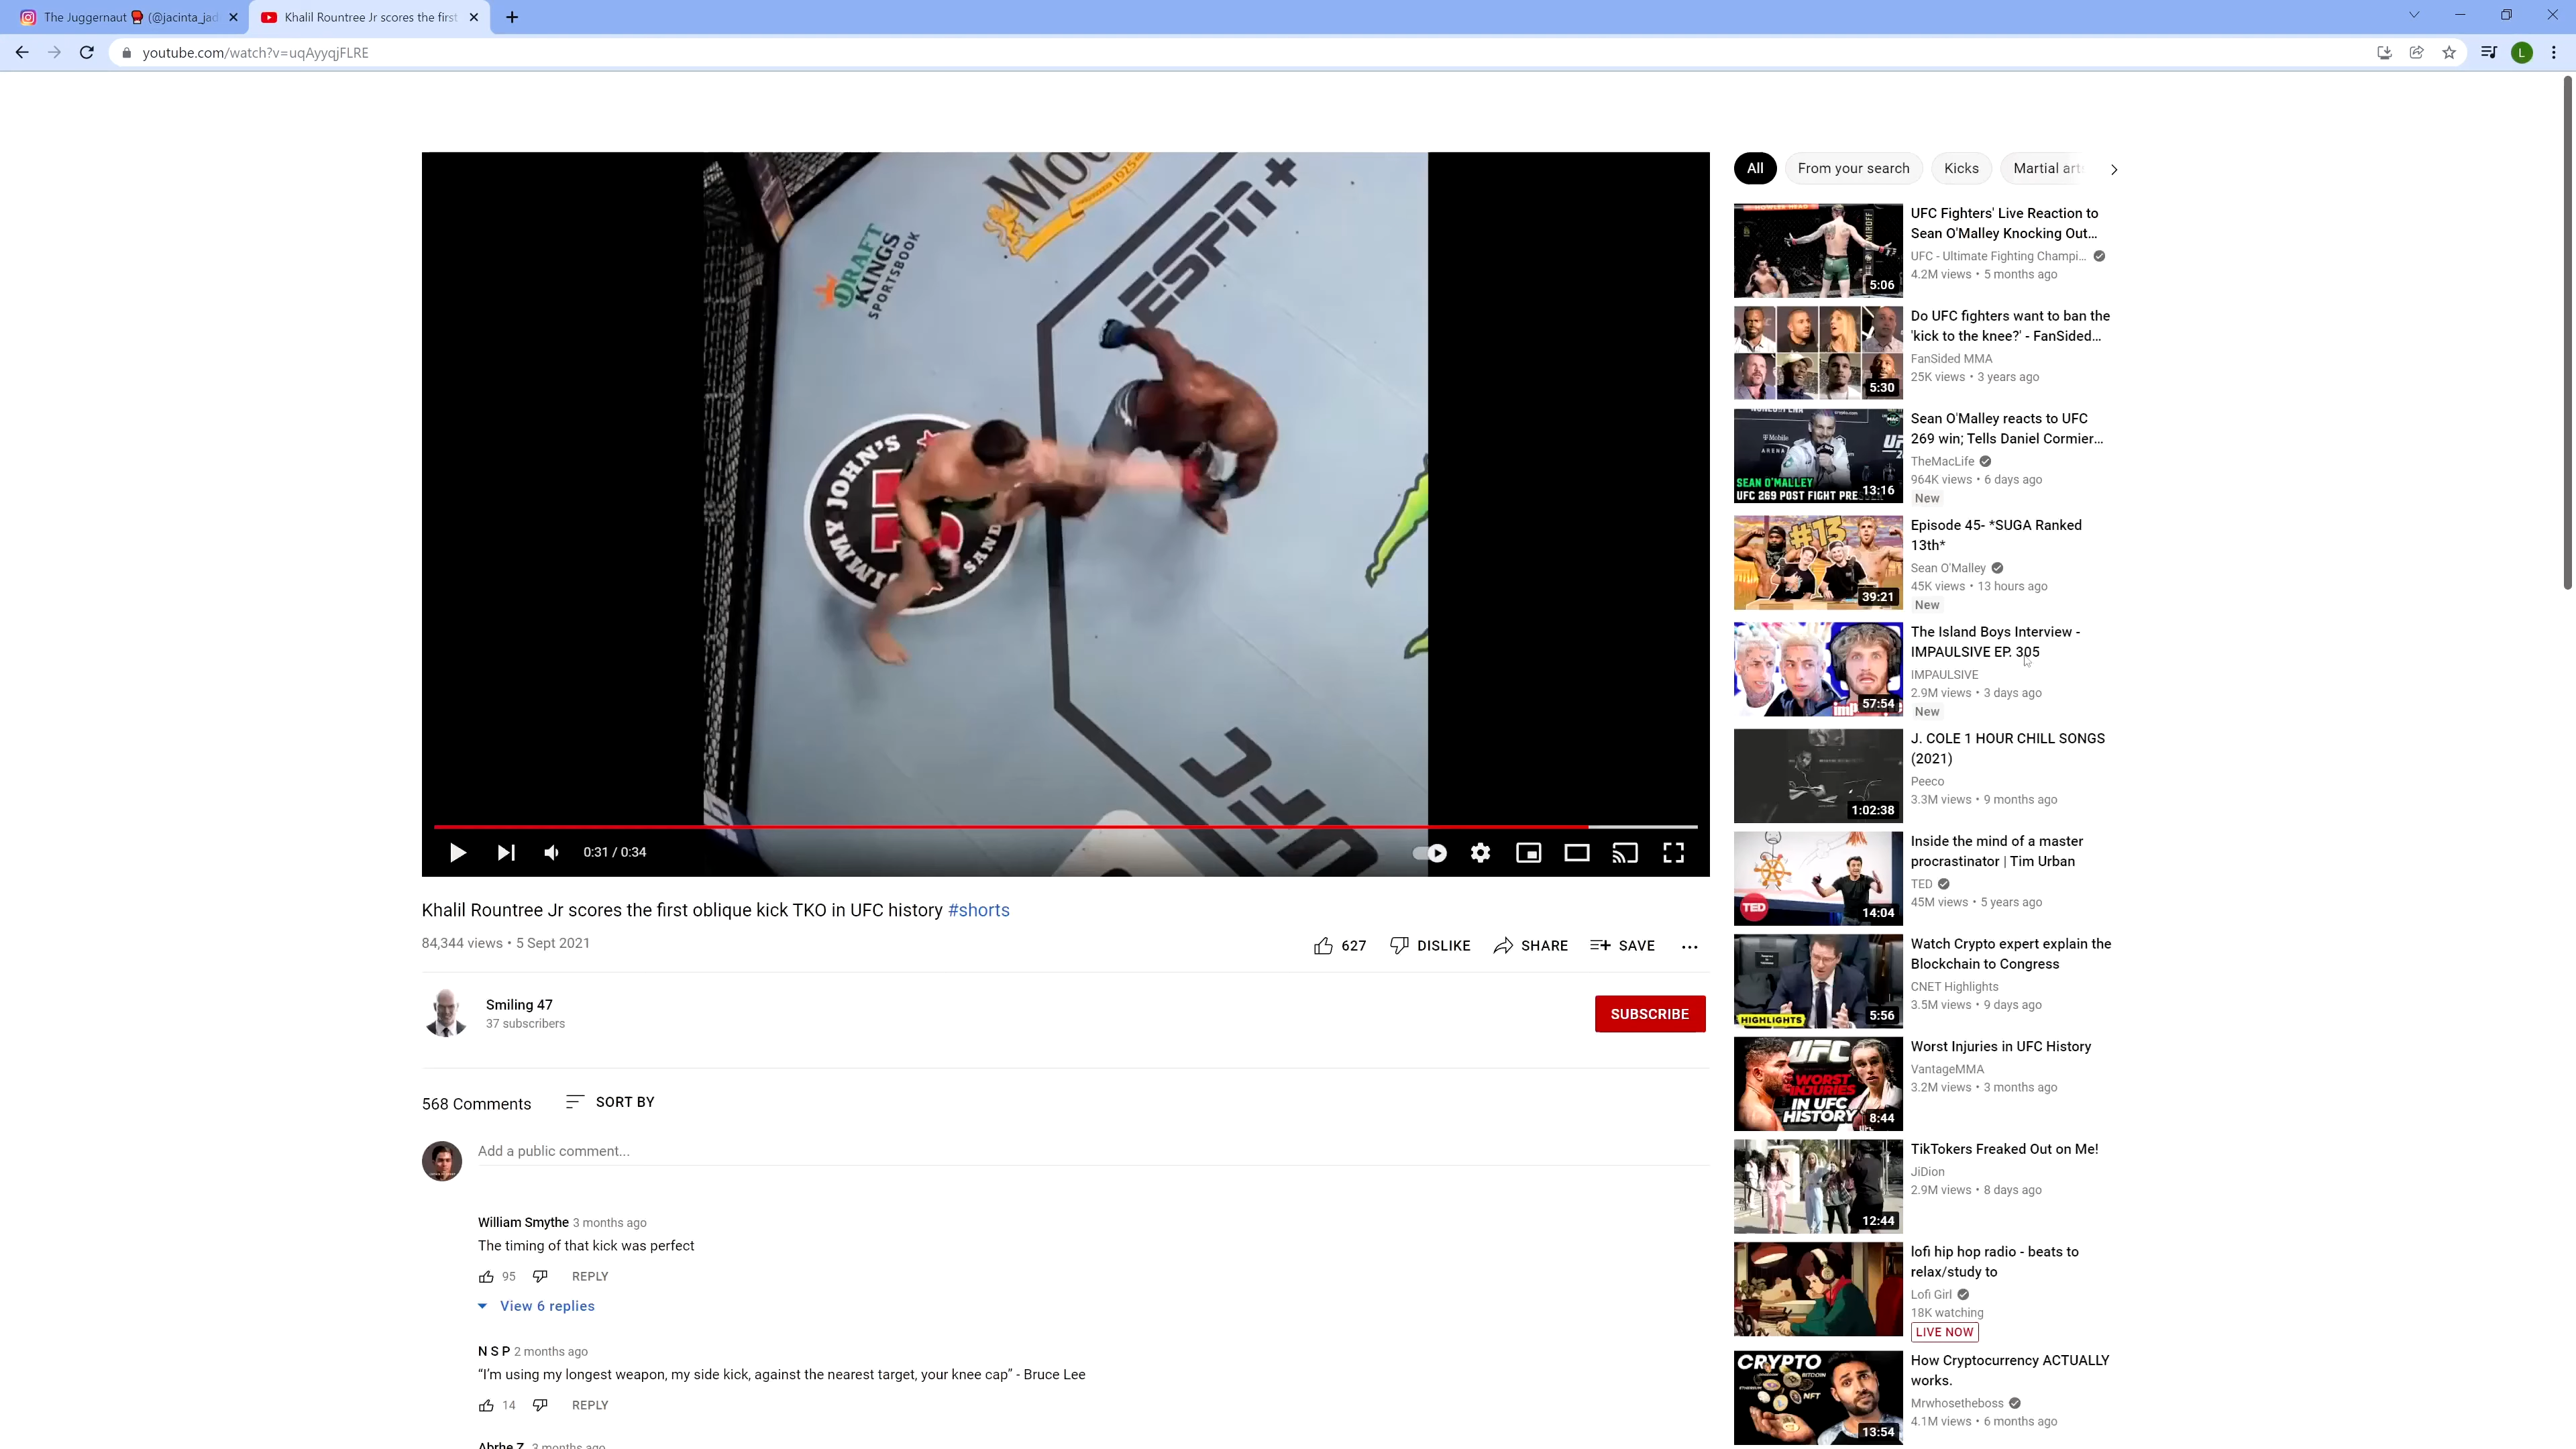 The Juggernaut 🥊 (@jacinta_jad
Khalil Rountree Jr scores the first
youtube.com/watch?v=uqAyyqjFLRE
L
All
From your search
Kicks
Martial arts
DRAFT
KINGS
SPORTSBOOK
Mod
1925
ESPN+
JIMMY JOHN'S
SAND
UFC
0:31 / 0:34
Khalil Rountree Jr scores the first oblique kick TKO in UFC history #shorts
84,344 views • 5 Sept 2021
627
DISLIKE
SHARE
SAVE
Smiling 47
37 subscribers
SUBSCRIBE
568 Comments
SORT BY
Add a public comment...
William Smythe 3 months ago
The timing of that kick was perfect
95
REPLY
View 6 replies
N S P 2 months ago
“I'm using my longest weapon, my side kick, against the nearest target, your knee cap” - Bruce Lee
14
REPLY
Abrhe Z 3 months ago
5:06
UFC Fighters' Live Reaction to
Sean O'Malley Knocking Out...
UFC - Ultimate Fighting Champi...
4.2M views • 5 months ago
5:30
Do UFC fighters want to ban the
'kick to the knee?' - FanSided...
FanSided MMA
25K views • 3 years ago
SEAN O'MALLEY
UFC 269 POST FIGHT PRE
13:16
Sean O'Malley reacts to UFC
269 win; Tells Daniel Cormier...
TheMacLife
964K views • 6 days ago
New
#13
39:21
Episode 45- *SUGA Ranked
13th*
Sean O'Malley
45K views • 13 hours ago
New
57:54
The Island Boys Interview -
IMPAULSIVE EP. 305
IMPAULSIVE
2.9M views • 3 days ago
New
1:02:38
J. COLE 1 HOUR CHILL SONGS
(2021)
Peeco
3.3M views • 9 months ago
TED
14:04
Inside the mind of a master
procrastinator | Tim Urban
TED
45M views • 5 years ago
HIGHLIGHTS
5:56
Watch Crypto expert explain the
Blockchain to Congress
CNET Highlights
3.5M views • 9 days ago
UFC
WORST
INJURIES
IN UFC
HISTORY
8:44
Worst Injuries in UFC History
VantageMMA
3.2M views • 3 months ago
12:44
TikTokers Freaked Out on Me!
JiDion
2.9M views • 8 days ago
lofi hip hop radio - beats to
relax/study to
Lofi Girl
18K watching
LIVE NOW
CRYPTO
BITCOIN
NFT
13:54
How Cryptocurrency ACTUALLY
works.
Mrwhosetheboss
4.1M views • 6 months ago